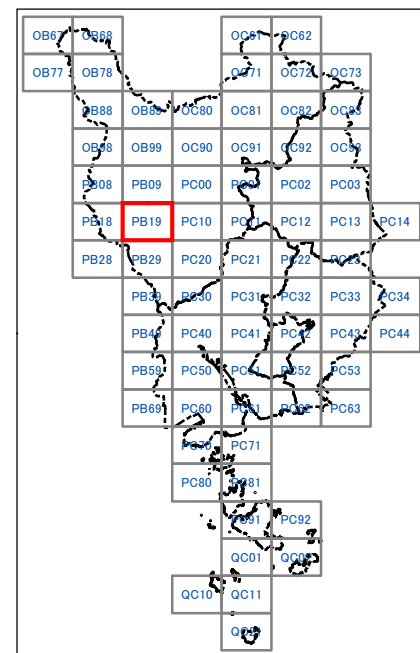 OB67 OB68 OC61 OC62
OB77 OB78 OC71 OC72 OC73
OB88 OB89 OC80 OC81 OC82 OC83
OB98 OB99 OC90 OC91 OC92 OC93
PB08 PB09 PC00 PC01 PC02 PC03
PB18 PB19 PC10 PC11 PC12 PC13 PC14
PB28 PB29 PC20 PC21 PC22 PC23
PB39 PC30 PC31 PC32 PC33 PC34
PB49 PC40 PC41 PC42 PC43 PC44
PB59 PC50 PC51 PC52 PC53
PB69 PC60 PC61 PC62 PC63
PC70 PC71
PC80 PC81
PC91 PC92
QC01 QC02
QC10 QC11
QC21